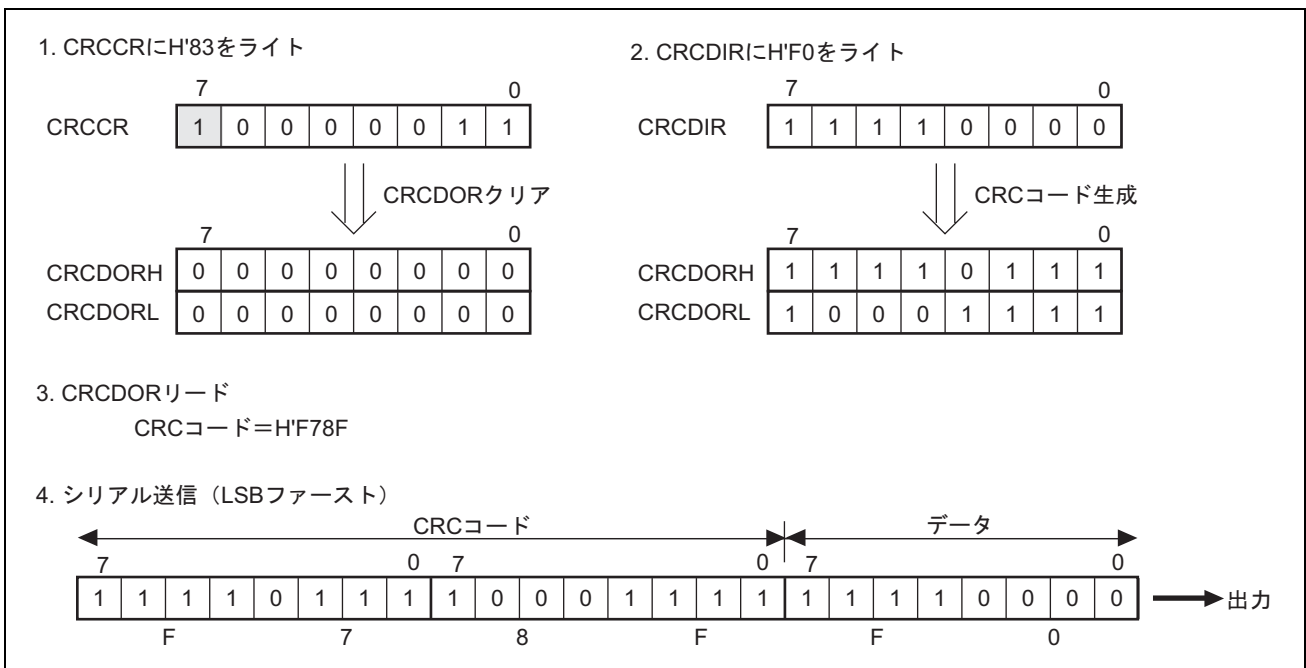 1. CRCCRにH'83をライト
7 0
CRCCR 1 0 0 0 0 0 1 1
CRCDORクリア
7 0
CRCDORH 0 0 0 0 0 0 0 0
CRCDORL 0 0 0 0 0 0 0 0
2. CRCDIRにH'F0をライト
7 0
CRCDIR 1 1 1 1 0 0 0 0
CRCコード生成
7 0
CRCDORH 1 1 1 1 0 1 1 1
CRCDORL 1 0 0 0 1 1 1 1
3. CRCDORリード
CRCコード＝H'F78F
4. シリアル送信（LSBファースト）
CRCコード データ
7 0 7 0 7 0
1 1 1 1 0 1 1 1 1 0 0 0 1 1 1 1 1 1 1 1 0 0 0 0 出力
F 7 8 F F 0